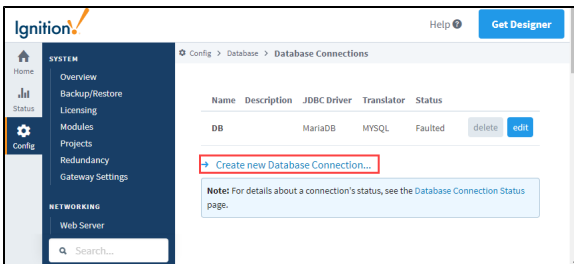 Ignition!
Help ?
Get Designer
Home
Status
Config
SYSTEM
Overview
Backup/Restore
Licensing
Modules
Projects
Redundancy
Gateway Settings
NETWORKING
Web Server
Search...
Config > Database > Database Connections
Name Description JDBC Driver Translator Status
DB MariaDB MYSQL Faulted delete edit
→ Create new Database Connection...
Note: For details about a connection's status, see the Database Connection Status
page.